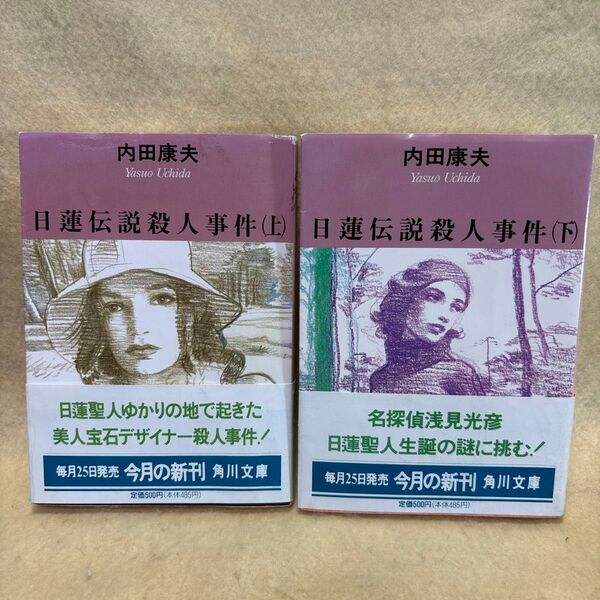 内田康夫
Yasuo Uchida
日蓮伝説殺人事件(上)
日蓮聖人ゆかりの地で起きた
美人宝石デザイナー殺人事件!
毎月25日発売 今月の新刊 角川文庫
定価500円(本体485円)
内田康夫
Yasuo Uchida
日蓮伝説殺人事件(下)
名探偵浅見光彦
日蓮聖人生誕の謎に挑む!
毎月25日発売 今月の新刊 角川文庫
定価500円(本体485円)